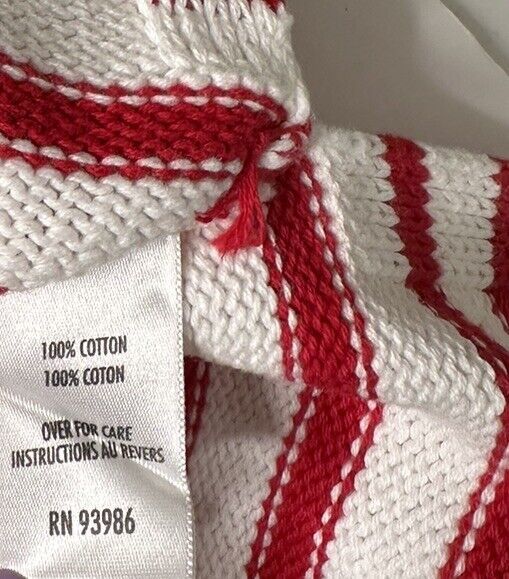 100% COTTON
100% COTON
OVER FOR CARE
INSTRUCTIONS AU REVERS
RN 93986